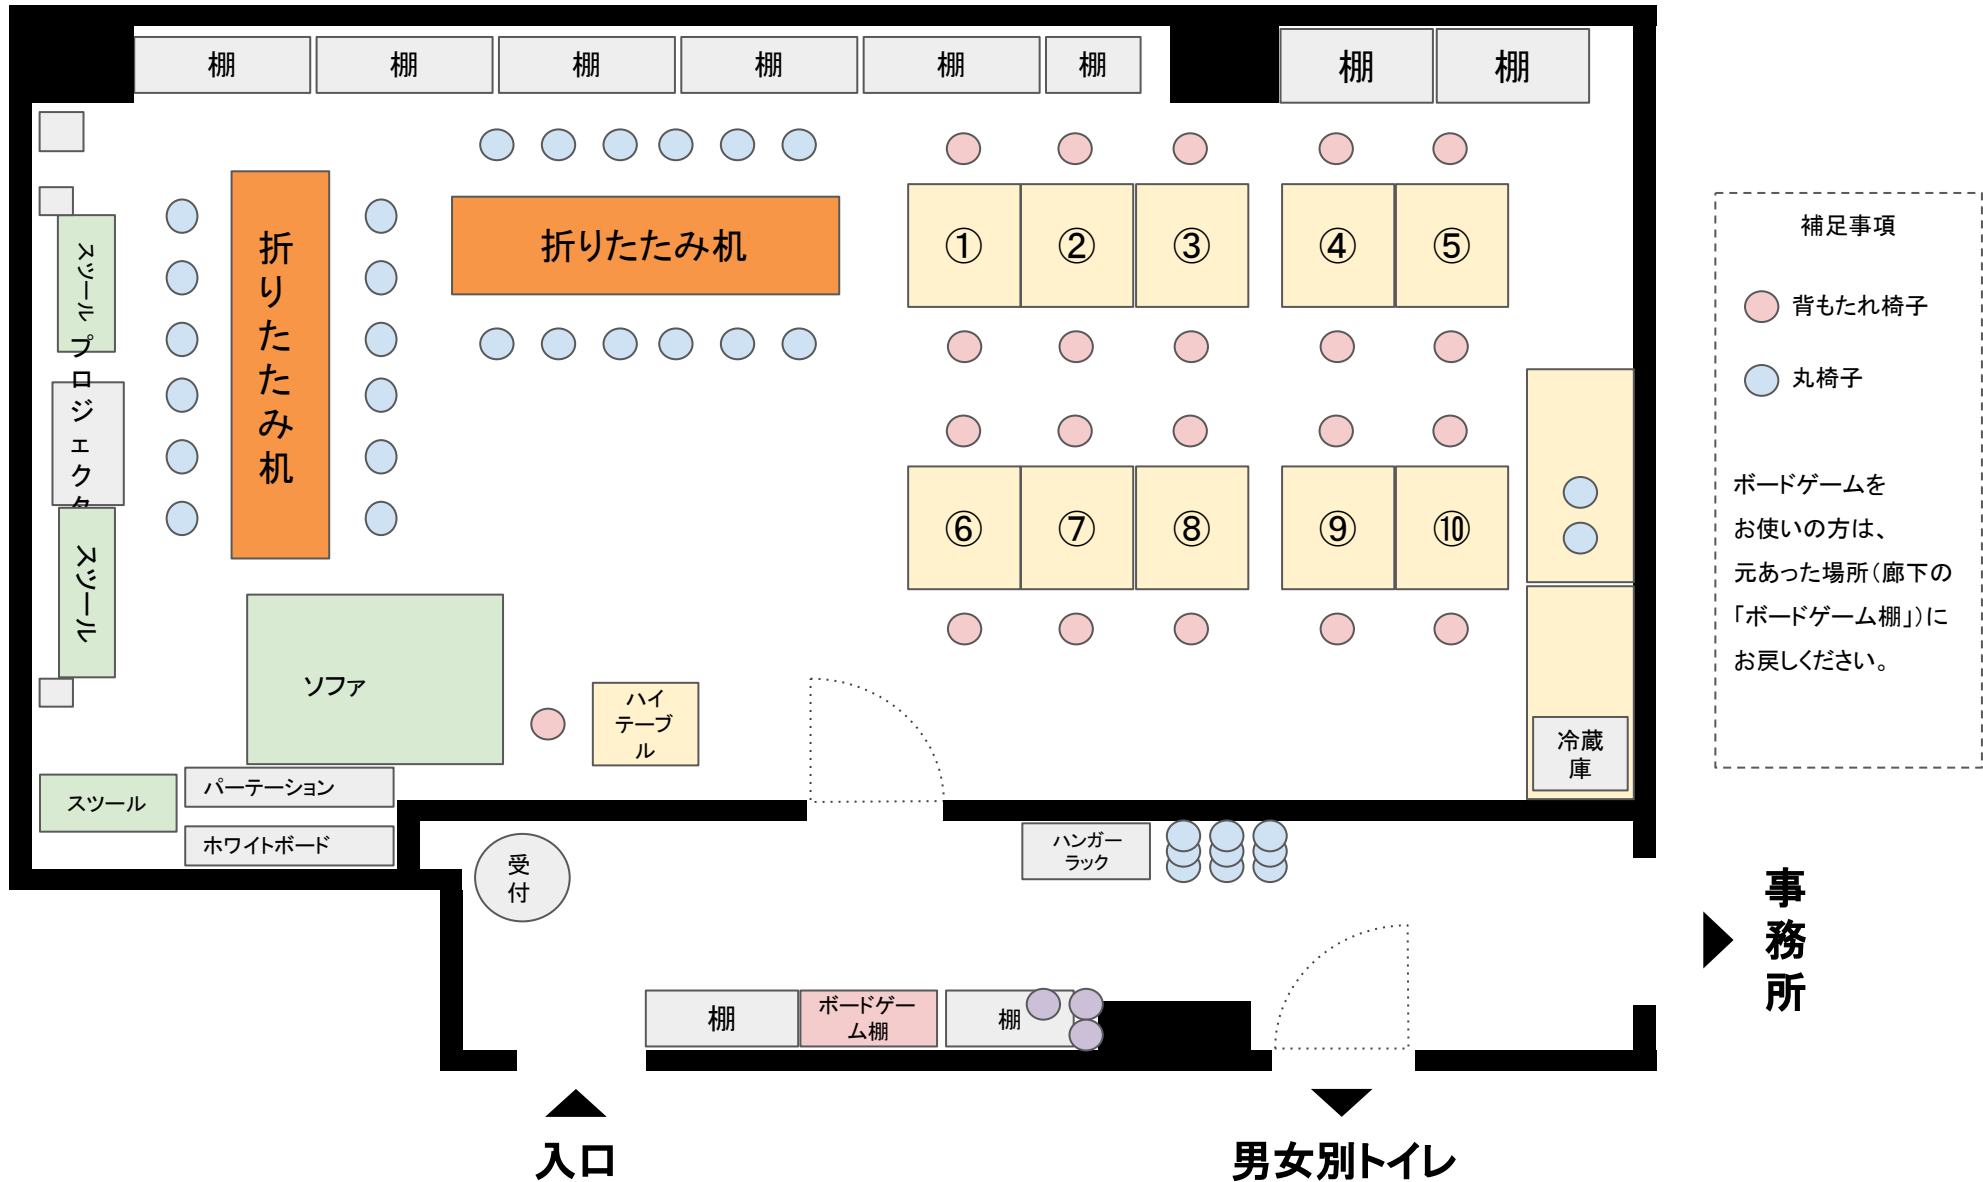 棚
棚
棚
棚
棚
棚
棚
棚
折りたたみ机
折りたたみ机
①
②
③
④
⑤
⑥
⑦
⑧
⑨
⑩
スツール
プロジェクタ
スツール
ソファ
ハイ
テーブ
ル
スツール
パーテーション
ホワイトボード
冷蔵
庫
受
付
ハンガー
ラック
棚
ボードゲー
ム棚
棚
入口
男女別トイレ
事務所
補足事項
背もたれ椅子
丸椅子
ボードゲームを
お使いの方は、
元あった場所（廊下の
「ボードゲーム棚」）に
お戻しください。